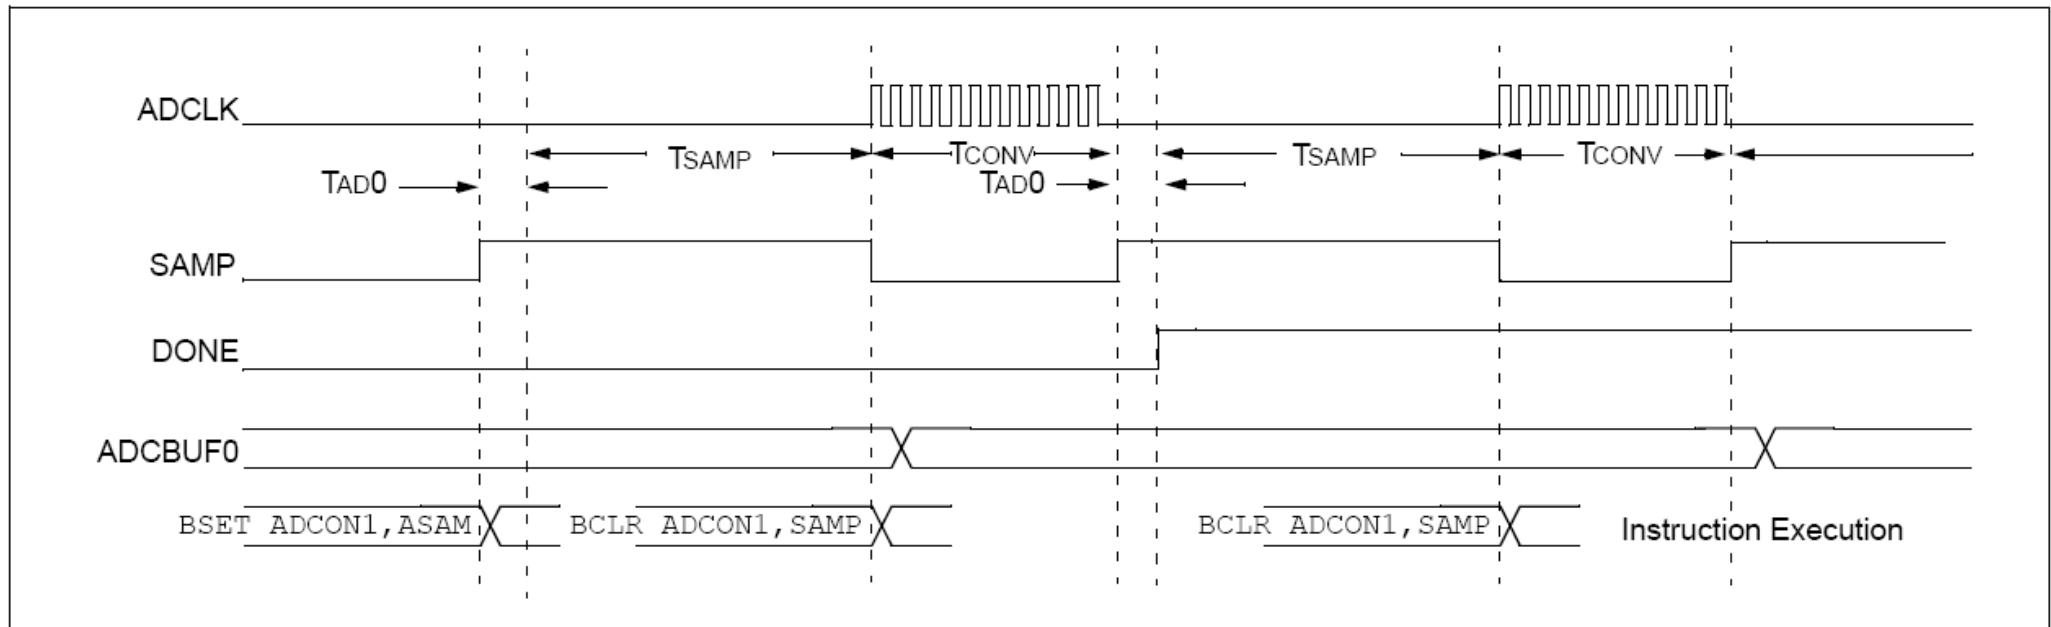 ADCLK
TSAMP TCONV TSAMP TCONV
TAD0 TAD0
SAMP
DONE
ADCBUF0
BSET ADCON1,ASAM BCLR ADCON1,SAMP BCLR ADCON1,SAMP Instruction Execution